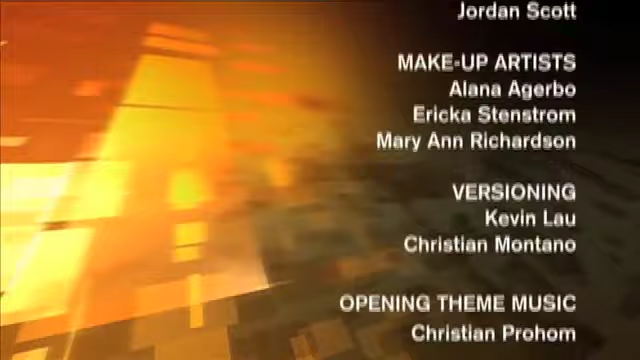 Jordan Scott
MAKE-UP ARTISTS
Alana Agerbo
Ericka Stenstrom
Mary Ann Richardson
VERSIONING
Kevin Lau
Christian Montano
OPENING THEME MUSIC
Christian Prohom